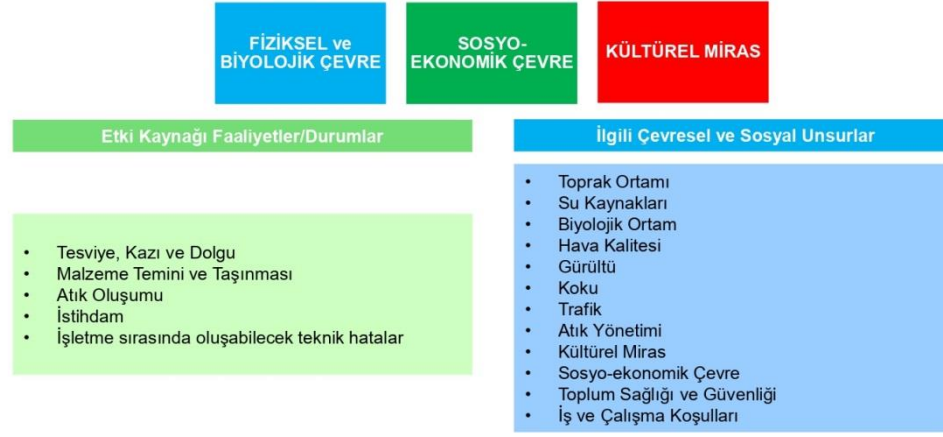 FİZİKSEL ve
BİYOLOJİK ÇEVRE
SOSYO-
EKONOMİK ÇEVRE
KÜLTÜREL MİRAS
Etki Kaynağı Faaliyetler/Durumlar
• Tesviye, Kazı ve Dolgu
• Malzeme Temini ve Taşınması
• Atık Oluşumu
• İstihdam
• İşletme sırasında oluşabilecek teknik hatalar
İlgili Çevresel ve Sosyal Unsurlar
• Toprak Ortamı
• Su Kaynakları
• Biyolojik Ortam
• Hava Kalitesi
• Gürültü
• Koku
• Trafik
• Atık Yönetimi
• Kültürel Miras
• Sosyo-ekonomik Çevre
• Toplum Sağlığı ve Güvenliği
• İş ve Çalışma Koşulları